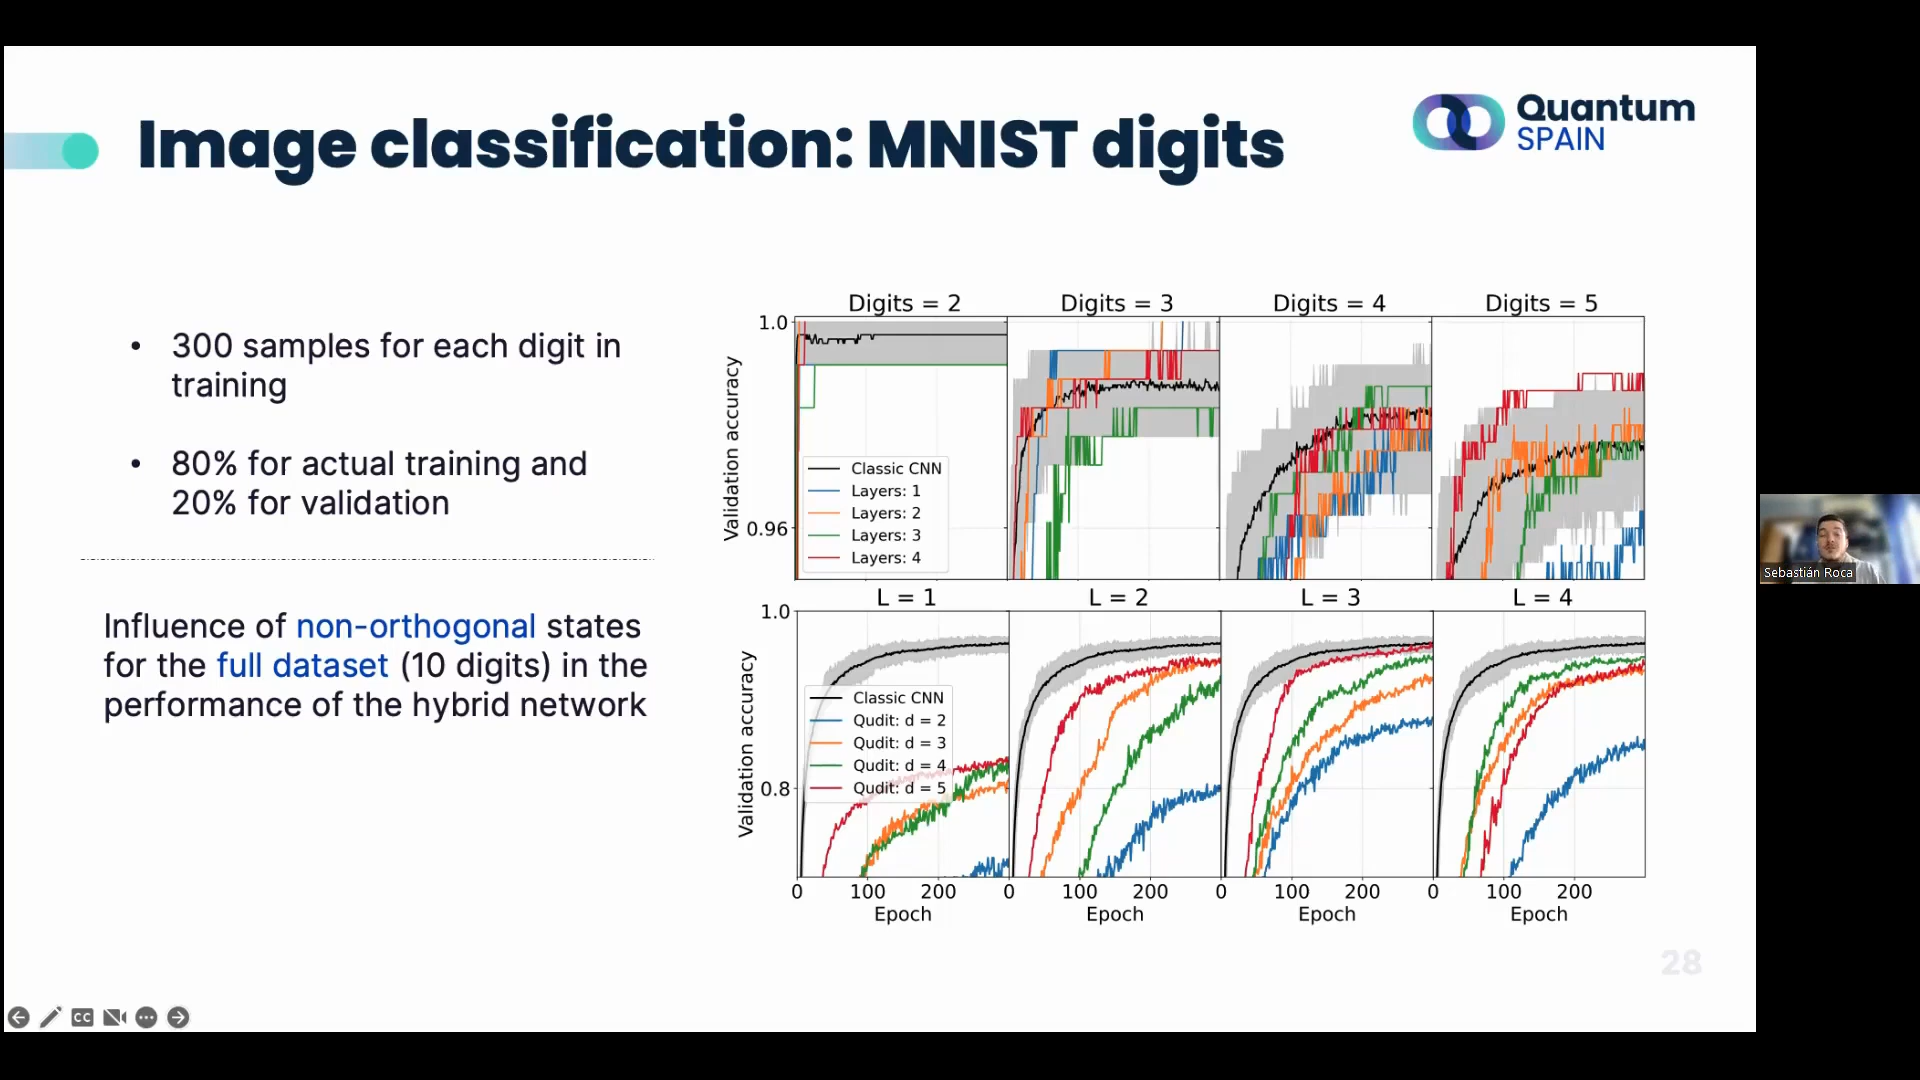 Image classification: MNIST digits
Quantum
SPAIN
• 300 samples for each digit in
training
• 80% for actual training and
20% for validation
Influence of non-orthogonal states
for the full dataset (10 digits) in the
performance of the hybrid network
Digits = 2
Digits = 3
Digits = 4
Digits = 5
Validation accuracy
1.0
0.96
Classic CNN
Layers: 1
Layers: 2
Layers: 3
Layers: 4
L = 1
L = 2
L = 3
L = 4
Validation accuracy
1.0
0.8
Classic CNN
Qudit: d = 2
Qudit: d = 3
Qudit: d = 4
Qudit: d = 5
0 100 200 0 100 200 0 100 200 0 100 200
Epoch Epoch Epoch Epoch
28
CC
Sebastián Roca